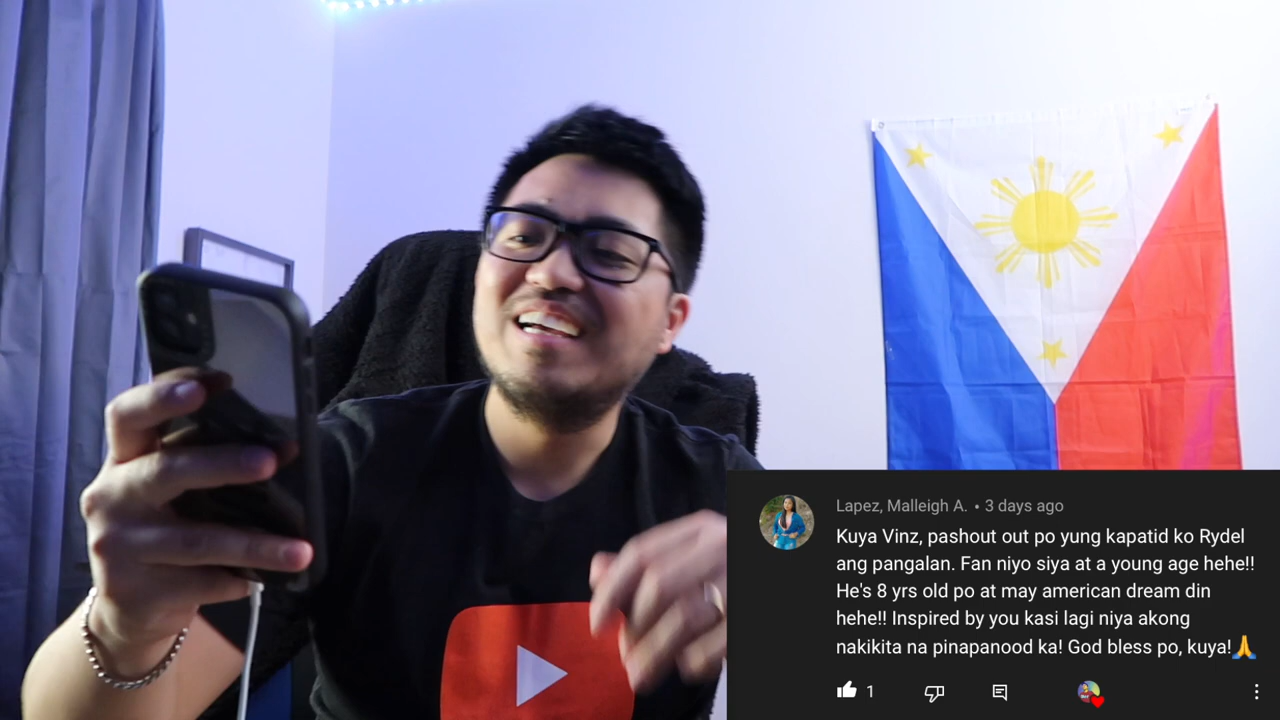 Lapez, Malleigh A. • 3 days ago
Kuya Vinz, pashout out po yung kapatid ko Rydel
ang pangalan. Fan niyo siya at a young age hehe!!
He's 8 yrs old po at may american dream din
hehe!! Inspired by you kasi lagi niya akong
nakikita na pinapanood ka! God bless po, kuya!🙏
1